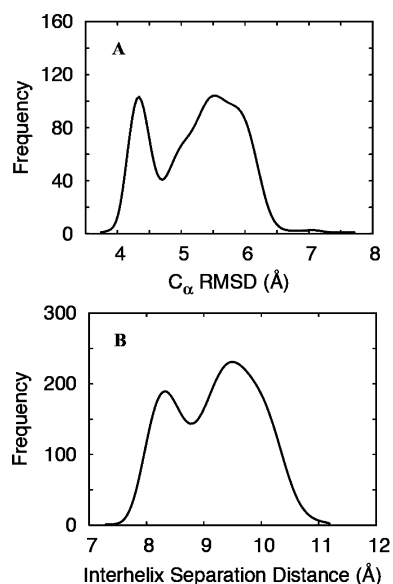 160
A
120
80
40
0
Frequency
4 5 6 7 8
Cα RMSD (Å)
300
B
200
100
0
Frequency
7 8 9 10 11 12
Interhelix Separation Distance (Å)